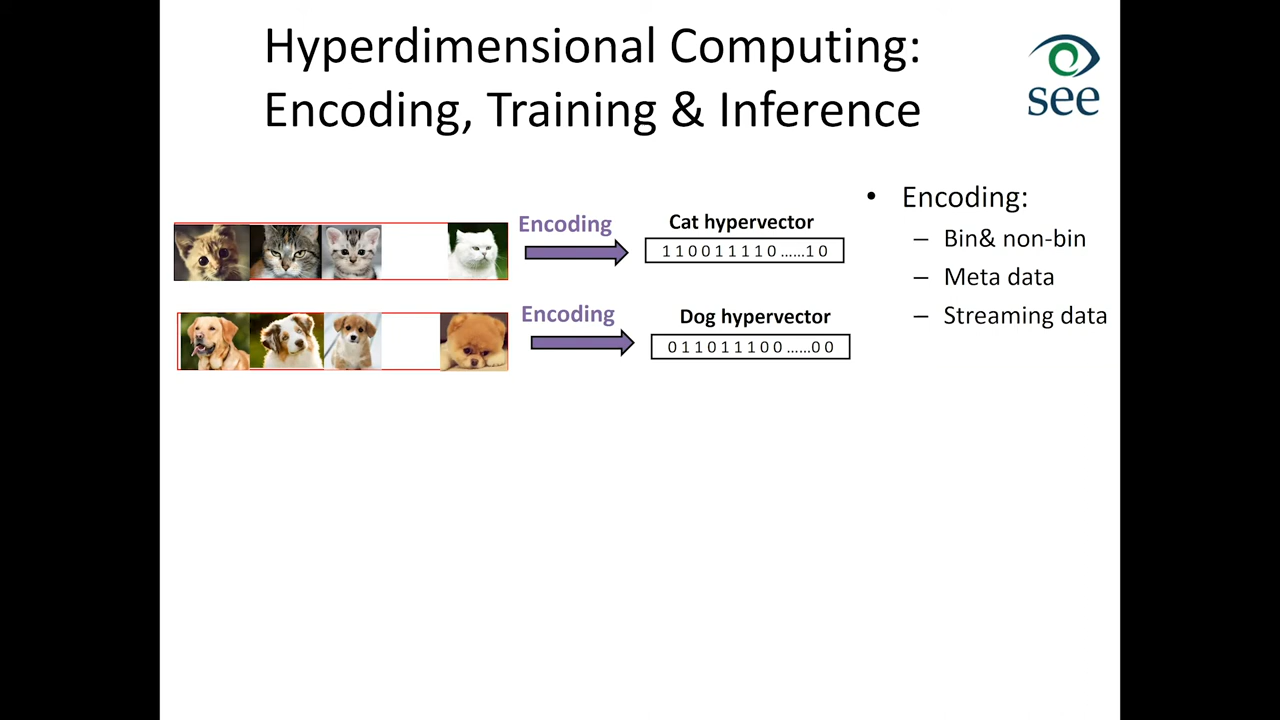 Hyperdimensional Computing:
Encoding, Training & Inference
see
Encoding
Cat hypervector
1 1 0 0 1 1 1 1 0 ...... 1 0
Encoding
Dog hypervector
0 1 1 0 1 1 1 0 0 ...... 0 0
• Encoding:
– Bin& non-bin
– Meta data
– Streaming data